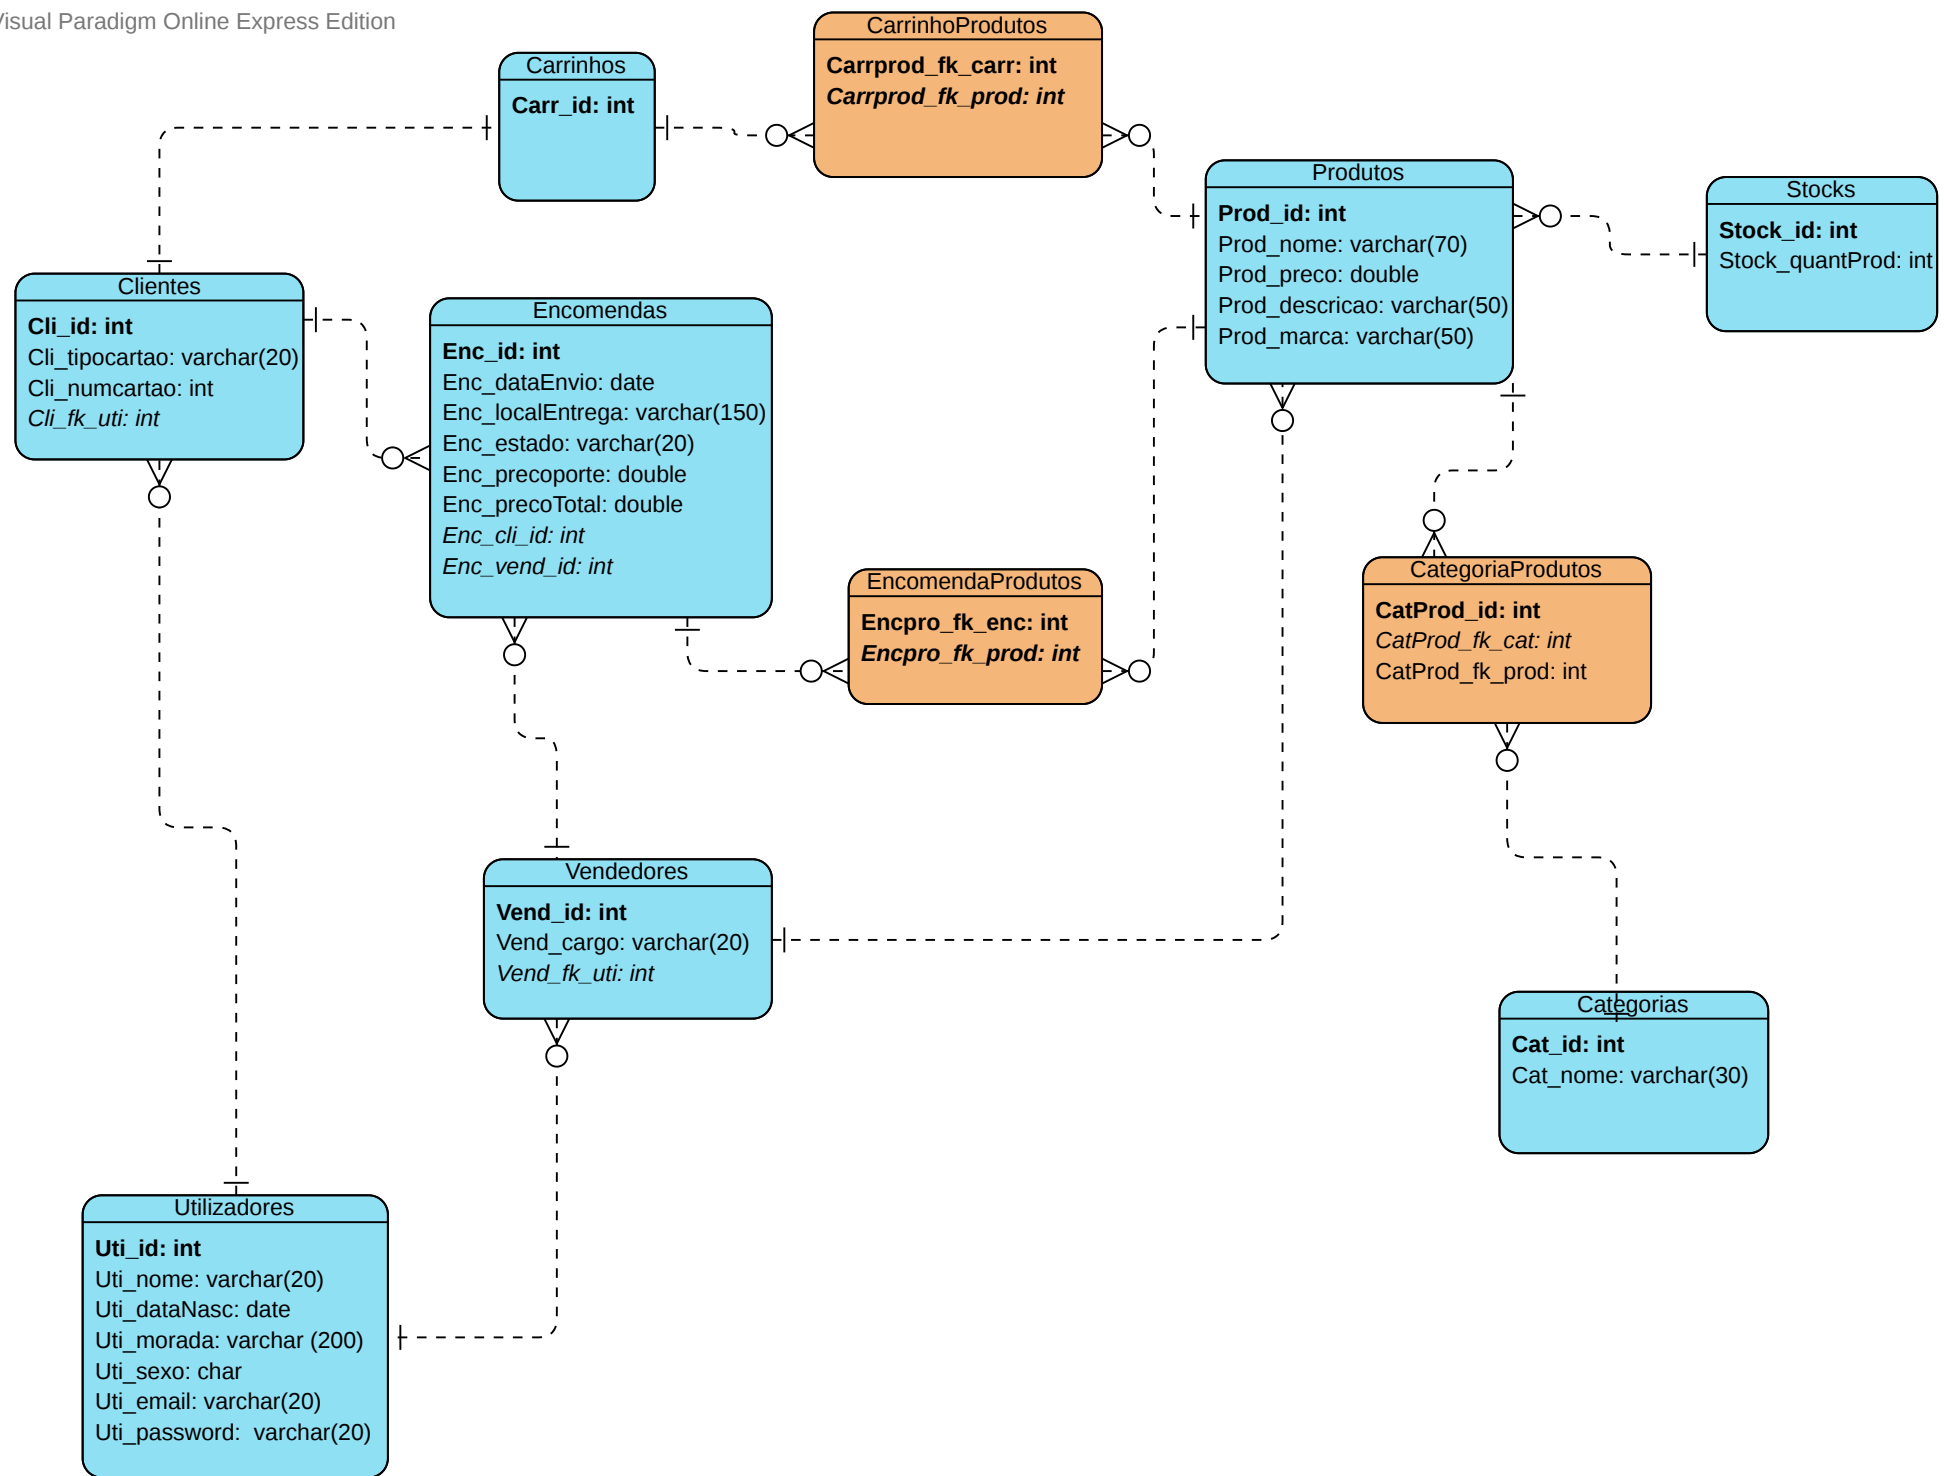 Visual Paradigm Online Express Edition
CarrinhoProdutos
Carrprod_fk_carr: int
Carrprod_fk_prod: int
Carrinhos
Carr_id: int
Produtos
Prod_id: int
Prod_nome: varchar(70)
Prod_preco: double
Prod_descricao: varchar(50)
Prod_marca: varchar(50)
Stocks
Stock_id: int
Stock_quantProd: int
Clientes
Cli_id: int
Cli_tipocartao: varchar(20)
Cli_numcartao: int
Cli_fk_uti: int
Encomendas
Enc_id: int
Enc_dataEnvio: date
Enc_localEntrega: varchar(150)
Enc_estado: varchar(20)
Enc_precoporte: double
Enc_precoTotal: double
Enc_cli_id: int
Enc_vend_id: int
EncomendaProdutos
Encpro_fk_enc: int
Encpro_fk_prod: int
CategoriaProdutos
CatProd_id: int
CatProd_fk_cat: int
CatProd_fk_prod: int
Vendedores
Vend_id: int
Vend_cargo: varchar(20)
Vend_fk_uti: int
Categorias
Cat_id: int
Cat_nome: varchar(30)
Utilizadores
Uti_id: int
Uti_nome: varchar(20)
Uti_dataNasc: date
Uti_morada: varchar (200)
Uti_sexo: char
Uti_email: varchar(20)
Uti_password:  varchar(20)